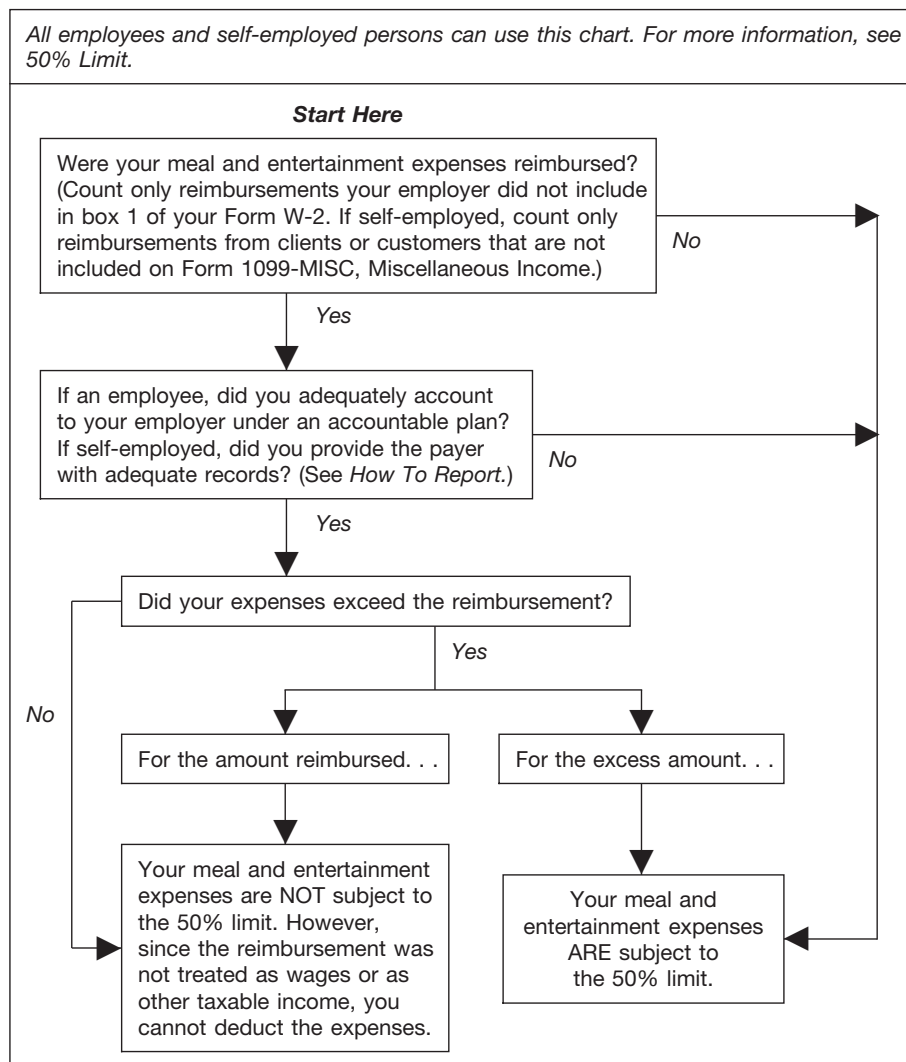 All employees and self-employed persons can use this chart. For more information, see
50% Limit.
Start Here
Were your meal and entertainment expenses reimbursed?
(Count only reimbursements your employer did not include
in box 1 of your Form W-2. If self-employed, count only
reimbursements from clients or customers that are not
included on Form 1099-MISC, Miscellaneous Income.)
No
Yes
If an employee, did you adequately account
to your employer under an accountable plan?
If self-employed, did you provide the payer
with adequate records? (See How To Report.)
No
Yes
Did your expenses exceed the reimbursement?
Yes
No
For the amount reimbursed. . .
For the excess amount. . .
Your meal and entertainment
expenses are NOT subject to
the 50% limit. However,
since the reimbursement was
not treated as wages or as
other taxable income, you
cannot deduct the expenses.
Your meal and
entertainment expenses
ARE subject to
the 50% limit.